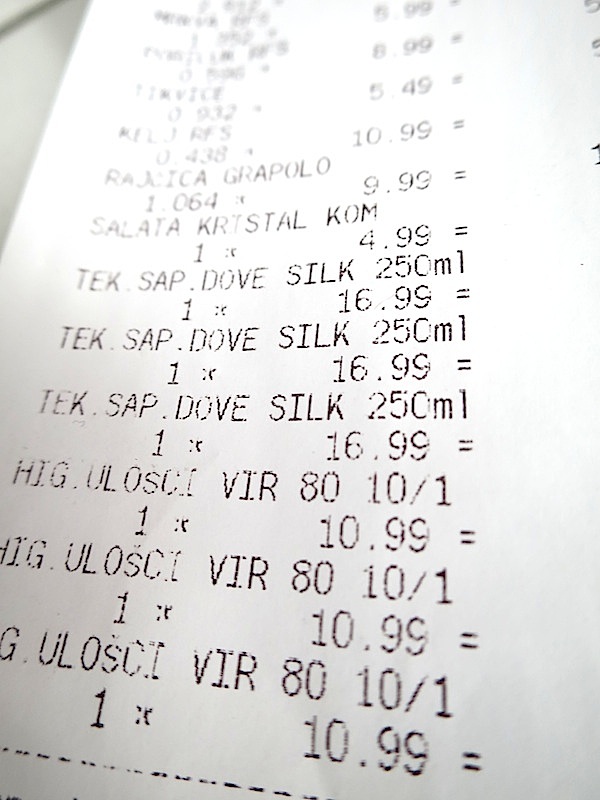 5.99 =
8.99 =
TIKVICE
0.932 * 5.49 =
KELJ RFS
0.438 * 10.99 =
RAJCICA GRAPOLO
1.064 * 9.99 =
SALATA KRISTAL KOM
1 * 4.99 =
TEK.SAP.DOVE SILK 250ml
1 * 16.99 =
TEK.SAP.DOVE SILK 250ml
1 * 16.99 =
TEK.SAP.DOVE SILK 250ml
1 * 16.99 =
HIG.ULOŠCI VIR 80 10/1
1 * 10.99 =
HIG.ULOŠCI VIR 80 10/1
1 * 10.99 =
G.ULOŠCI VIR 80 10/1
1 * 10.99 =